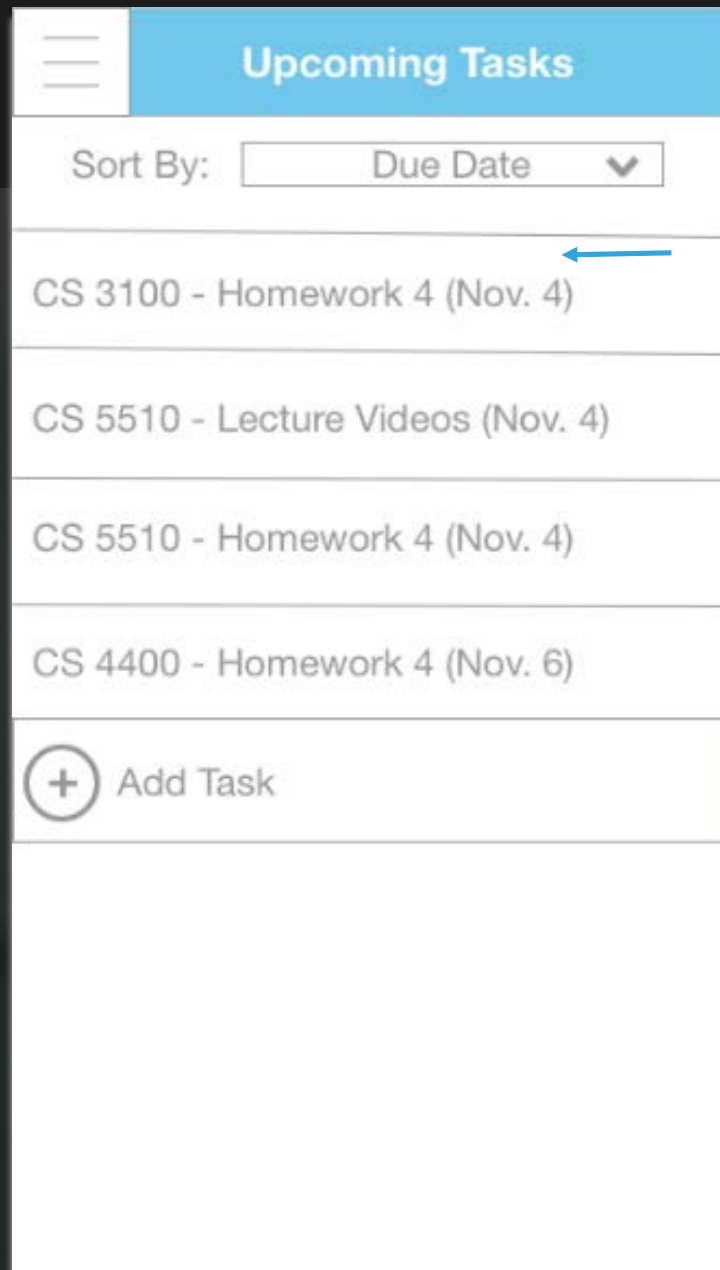 Upcoming Tasks
Sort By: Due Date
CS 3100 - Homework 4 (Nov. 4)
CS 5510 - Lecture Videos (Nov. 4)
CS 5510 - Homework 4 (Nov. 4)
CS 4400 - Homework 4 (Nov. 6)
+ Add Task